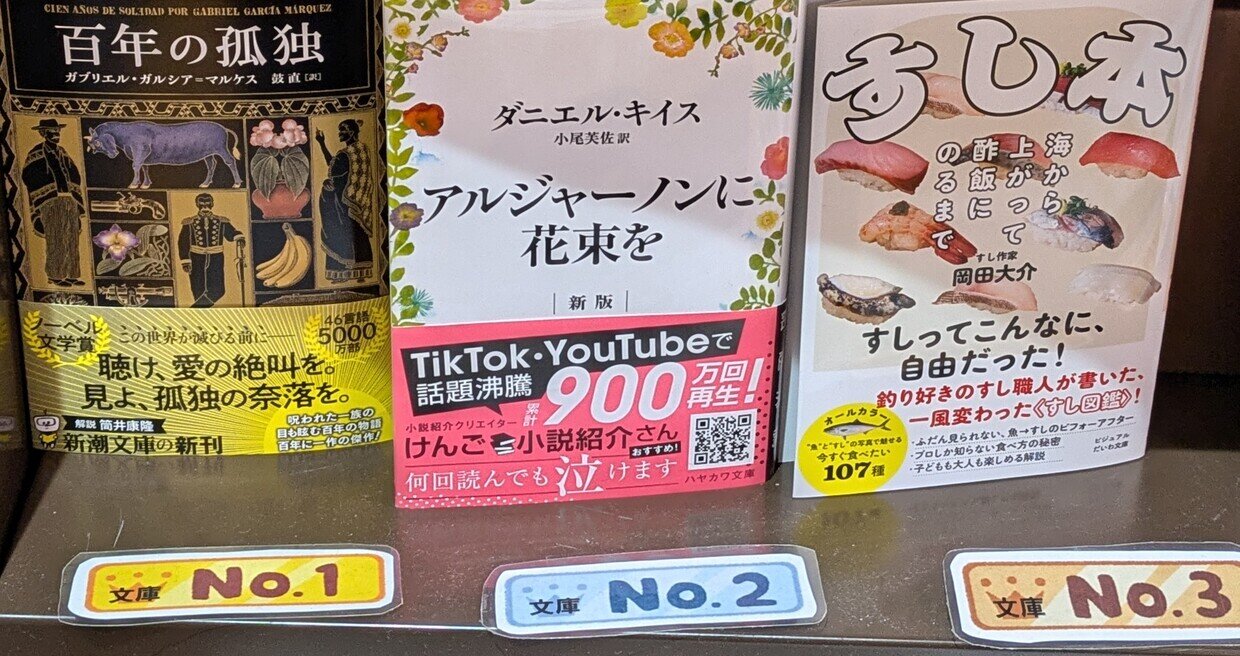 CIEN AÑOS DE SOLEDAD POR GABRIEL GARCÍA MÁRQUEZ
百年の孤独
ガブリエル・ガルシア=マルケス 鼓直[訳]
ノーベル
文学賞
この世界が滅びる前に――
46言語
5000
万部
聴け、愛の絶叫を。
見よ、孤独の奈落を。
解説 筒井康隆
新潮文庫の新刊
呪われた一族の
目も眩む百年の物語
百年に一作の傑作!
ダニエル・キイス
小尾芙佐 訳
アルジャーノンに
花束を
新版
TikTok・YouTubeで
話題沸騰
累計
900
万回
再生!
小説紹介クリエイター
けんご 小説紹介さん
おすすめ!
何回読んでも泣けます
ハヤカワ文庫
すし本
海から
上がって
酢飯に
のるまで
すし作家
岡田大介
すしってこんなに、
自由だった!
釣り好きのすし職人が書いた、
一風変わった〈すし図鑑〉!
オールカラー
"魚"と"すし"の写真で魅せる
今すぐ食べたい
107種
・ふだん見られない、魚→すしのビフォーアフター
・プロしか知らない食べ方の秘密
・子どもも大人も楽しめる解説
ビジュアル
だいわ文庫
文庫 No.1
文庫 No.2
文庫 No.3